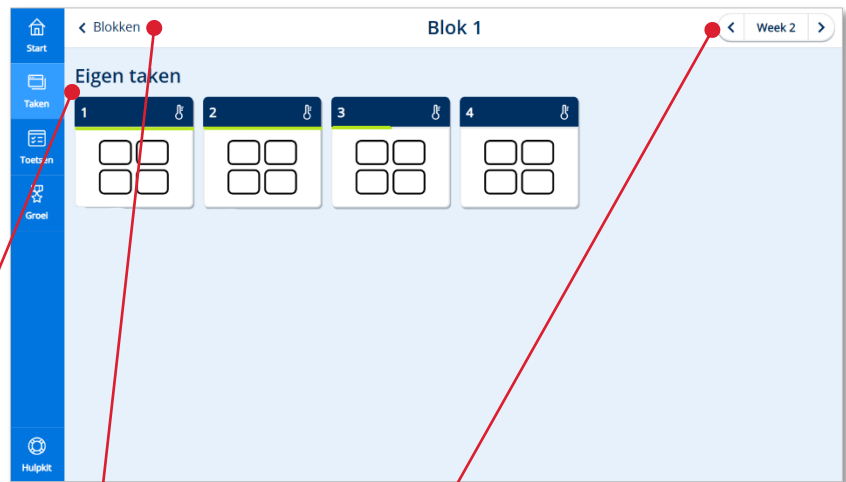 Blokken
Blok 1
Week 2
Start
Taken
Toetsen
Groei
Hulpkit
Eigen taken
1
2
3
4